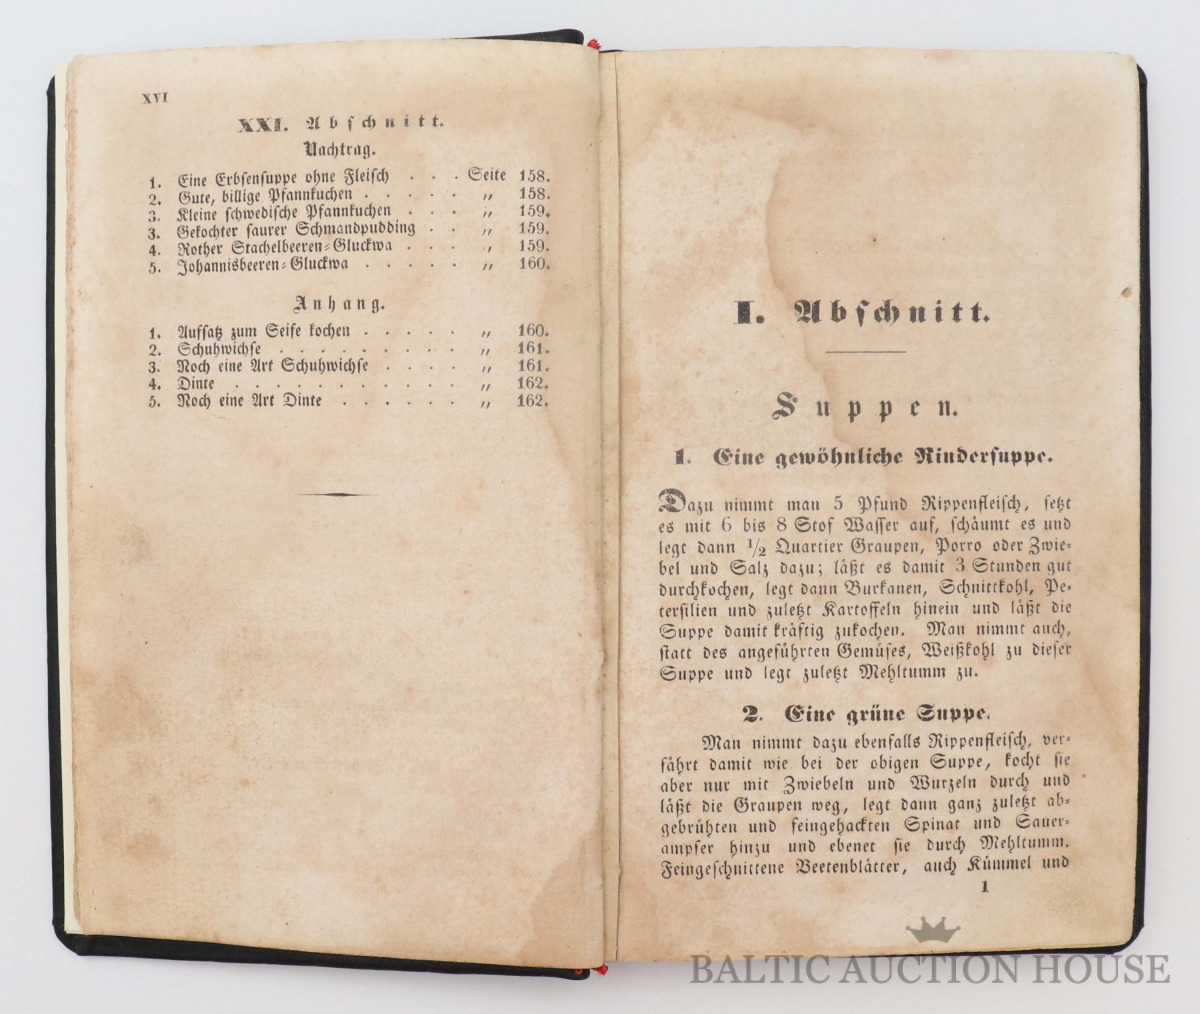 XVI
XXI. Abschnitt.
Nachtrag.
1. Eine Erbsensuppe ohne Fleisch . . . Seite 158.
2. Gute, billige Pfannkuchen . . . . . „ 158.
3. Kleine schwedische Pfannkuchen . . . „ 159.
3. Gekochter saurer Schmandpudding . . „ 159.
4. Rother Stachelbeeren-Gluckwa . . . „ 159.
5. Johannisbeeren-Gluckwa . . . . . „ 160.
Anhang.
1. Aufsatz zum Seife kochen . . . . . „ 160.
2. Schuhwichse . . . . . . . . . „ 161.
3. Noch eine Art Schuhwichse . . . . „ 161.
4. Dinte . . . . . . . . . . . „ 162.
5. Noch eine Art Dinte . . . . . . „ 162.
I. Abschnitt.
Suppen.
1. Eine gewöhnliche Rindersuppe.
Dazu nimmt man 5 Pfund Rippenfleisch, setzt
es mit 6 bis 8 Stof Wasser auf, schäumt es und
legt dann 1/2 Quartier Graupen, Porro oder Zwie-
bel und Salz dazu; läßt es damit 3 Stunden gut
durchkochen, legt dann Burkanen, Schnittkohl, Pe-
tersilien und zuletzt Kartoffeln hinein und läßt die
Suppe damit kräftig zukochen. Man nimmt auch,
statt des angeführten Gemüses, Weißkohl zu dieser
Suppe und legt zuletzt Mehltumm zu.
2. Eine grüne Suppe.
Man nimmt dazu ebenfalls Rippenfleisch, ver-
fährt damit wie bei der obigen Suppe, kocht sie
aber nur mit Zwiebeln und Wurzeln durch und
läßt die Graupen weg, legt dann ganz zuletzt ab-
gebrühten und feingehackten Spinat und Sauer-
ampfer hinzu und ebenet sie durch Mehltumm.
Feingeschnittene Beetenblätter, auch Kümmel und
1
BALTIC AUCTION HOUSE